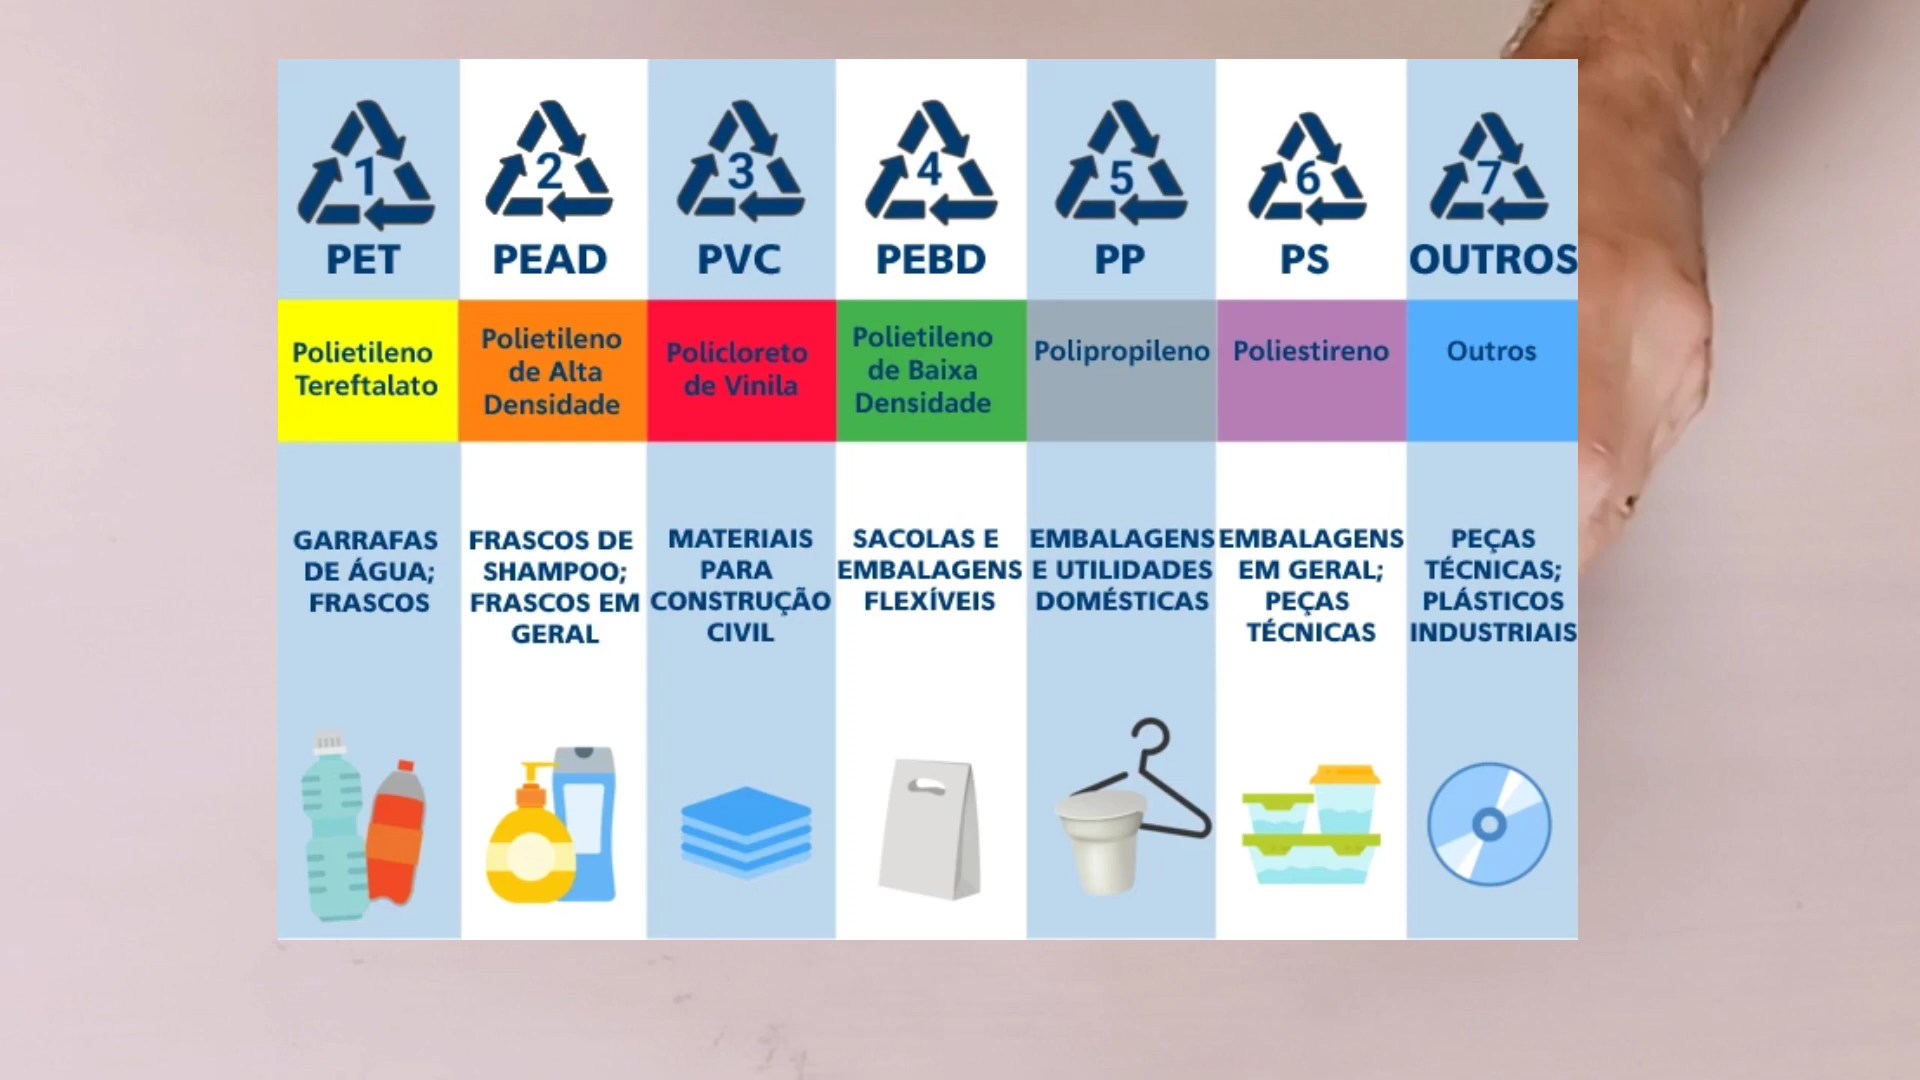 1
PET
Polietileno
Tereftalato
GARRAFAS
DE ÁGUA;
FRASCOS
2
PEAD
Polietileno
de Alta
Densidade
FRASCOS DE
SHAMPOO;
FRASCOS EM
GERAL
3
PVC
Policloreto
de Vinila
MATERIAIS
PARA
CONSTRUÇÃO
CIVIL
4
PEBD
Polietileno
de Baixa
Densidade
SACOLAS E
EMBALAGENS
FLEXÍVEIS
5
PP
Polipropileno
EMBALAGENS
E UTILIDADES
DOMÉSTICAS
6
PS
Poliestireno
EMBALAGENS
EM GERAL;
PEÇAS
TÉCNICAS
7
OUTROS
Outros
PEÇAS
TÉCNICAS;
PLÁSTICOS
INDUSTRIAIS